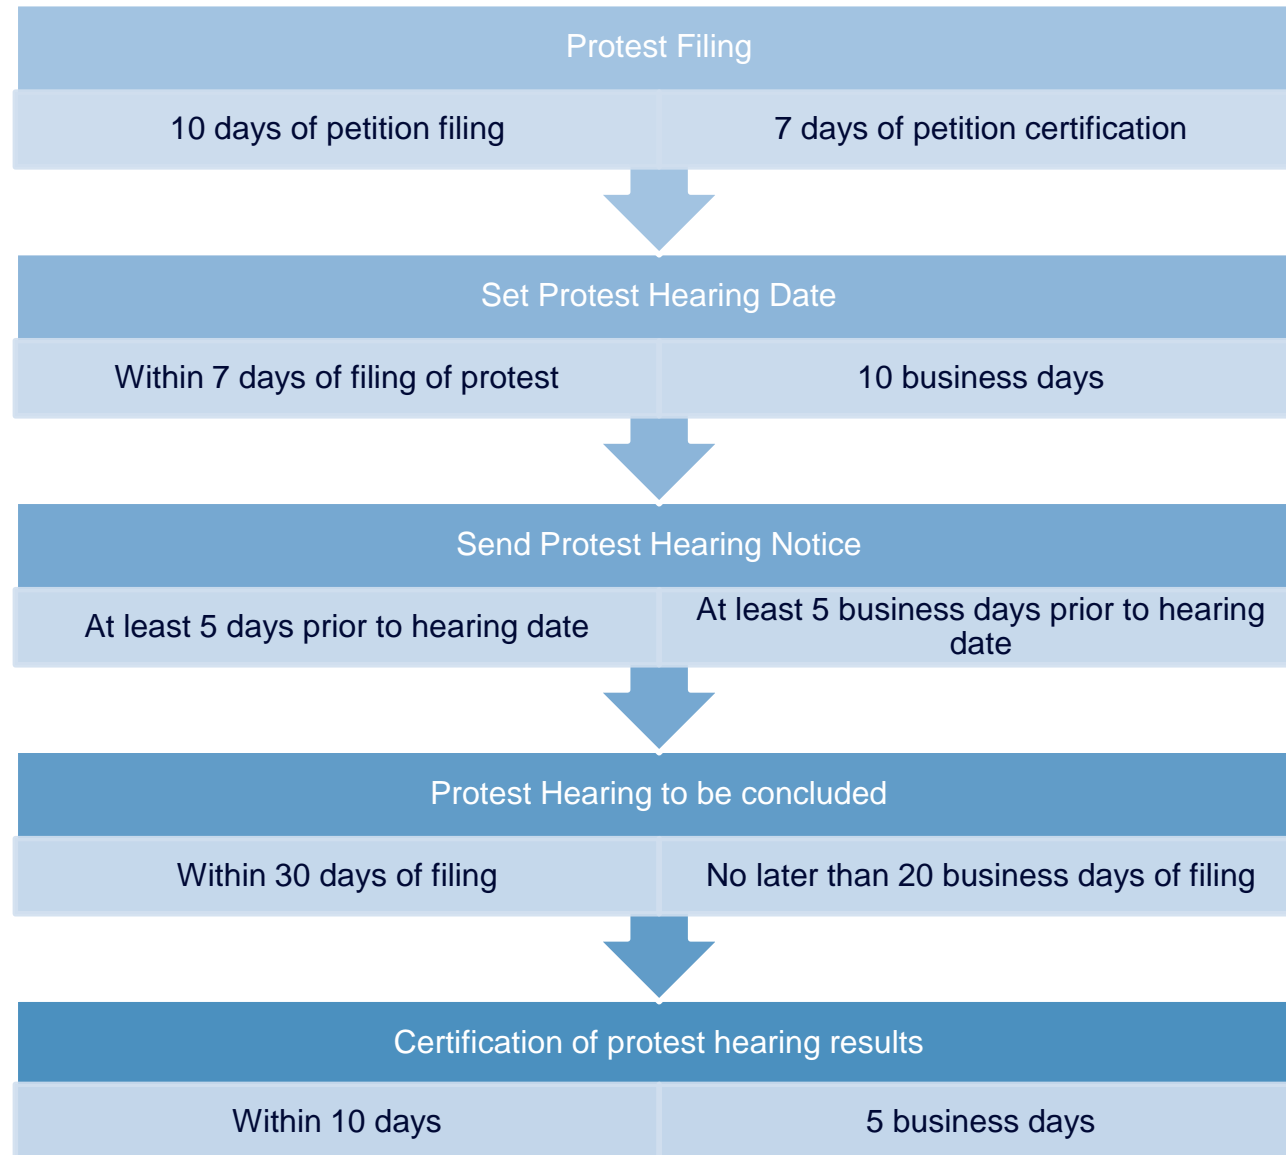 Protest Filing
10 days of petition filing
7 days of petition certification
Set Protest Hearing Date
Within 7 days of filing of protest
10 business days
Send Protest Hearing Notice
At least 5 days prior to hearing date
At least 5 business days prior to hearing
date
Protest Hearing to be concluded
Within 30 days of filing
No later than 20 business days of filing
Certification of protest hearing results
Within 10 days
5 business days